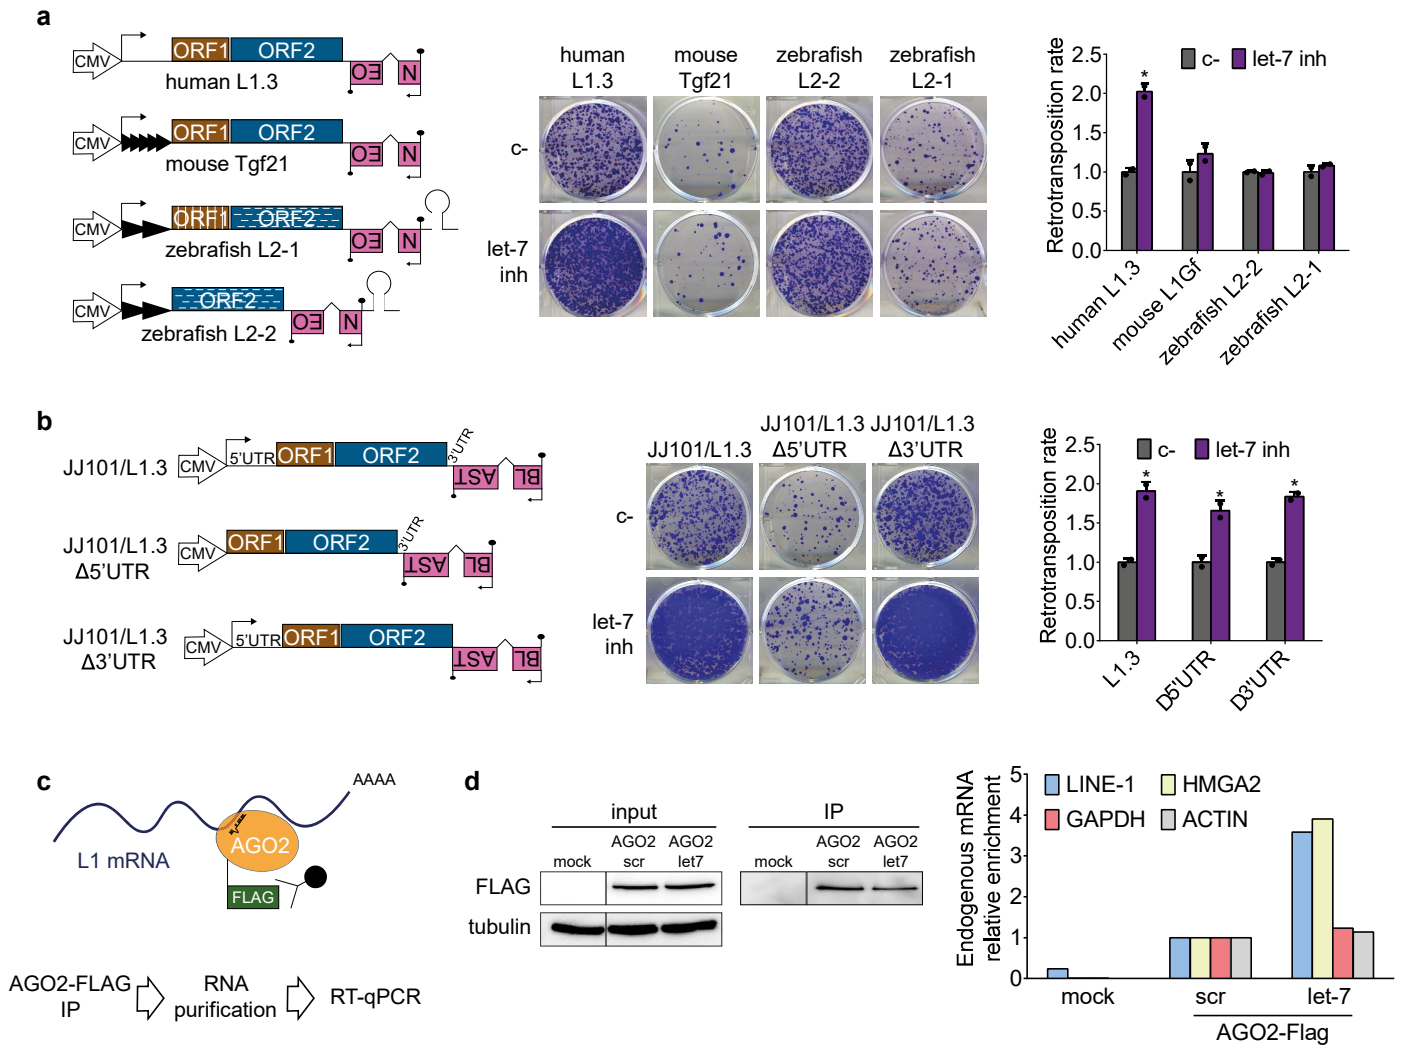 a
CMV
ORF1
ORF2
EO
N
human L1.3
CMV
ORF1
ORF2
EO
N
mouse Tgf21
CMV
ORF1
ORF2
EO
N
zebrafish L2-1
CMV
ORF2
EO
N
zebrafish L2-2
human
L1.3
mouse
Tgf21
zebrafish
L2-2
zebrafish
L2-1
c-
let-7
inh
Retrotransposition rate
c-
let-7 inh
2.5
2.0
1.5
1.0
0.5
0.0
*
human L1.3
mouse L1Gf
zebrafish L2-2
zebrafish L2-1
b
JJ101/L1.3
CMV
5'UTR
ORF1
ORF2
3'UTR
AST
BL
JJ101/L1.3
Δ5'UTR
CMV
ORF1
ORF2
3'UTR
AST
BL
JJ101/L1.3
Δ3'UTR
CMV
5'UTR
ORF1
ORF2
AST
BL
JJ101/L1.3
JJ101/L1.3
Δ5'UTR
JJ101/L1.3
Δ3'UTR
c-
let-7
inh
Retrotransposition rate
c-
let-7 inh
2.5
2.0
1.5
1.0
0.5
0.0
*
*
*
L1.3
D5'UTR
D3'UTR
c
AAAA
L1 mRNA
AGO2
FLAG
AGO2-FLAG
IP
RNA
purification
RT-qPCR
d
input
IP
mock
AGO2
scr
AGO2
let7
mock
AGO2
scr
AGO2
let7
FLAG
tubulin
Endogenous mRNA
relative enrichment
LINE-1
HMGA2
GAPDH
ACTIN
5
4
3
2
1
0
mock
scr
let-7
AGO2-Flag